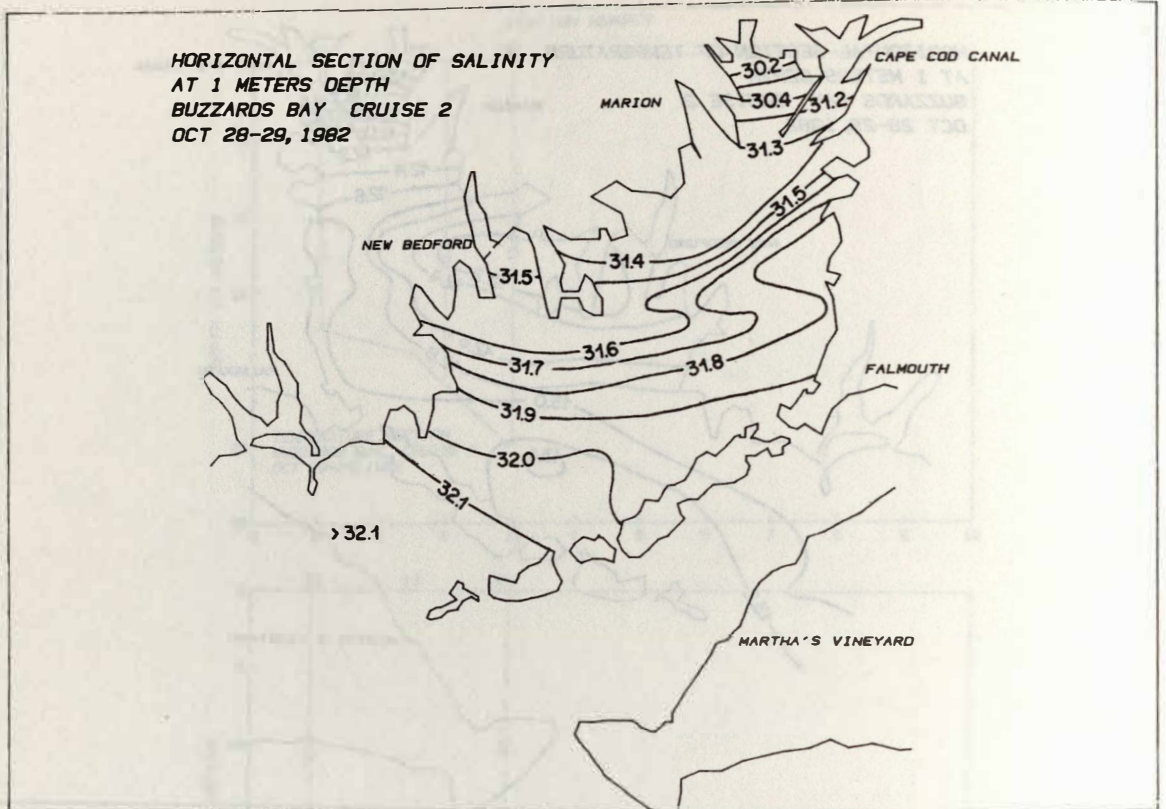 HORIZONTAL SECTION OF SALINITY
AT 1 METERS DEPTH
BUZZARDS BAY CRUISE 2
OCT 28-29, 1982
CAPE COD CANAL
MARION
30.2
30.4
31.2
31.3
31.5
NEW BEDFORD
31.4
31.5
31.6
31.7
31.8
FALMOUTH
31.9
32.0
32.1
>32.1
MARTHA'S VINEYARD